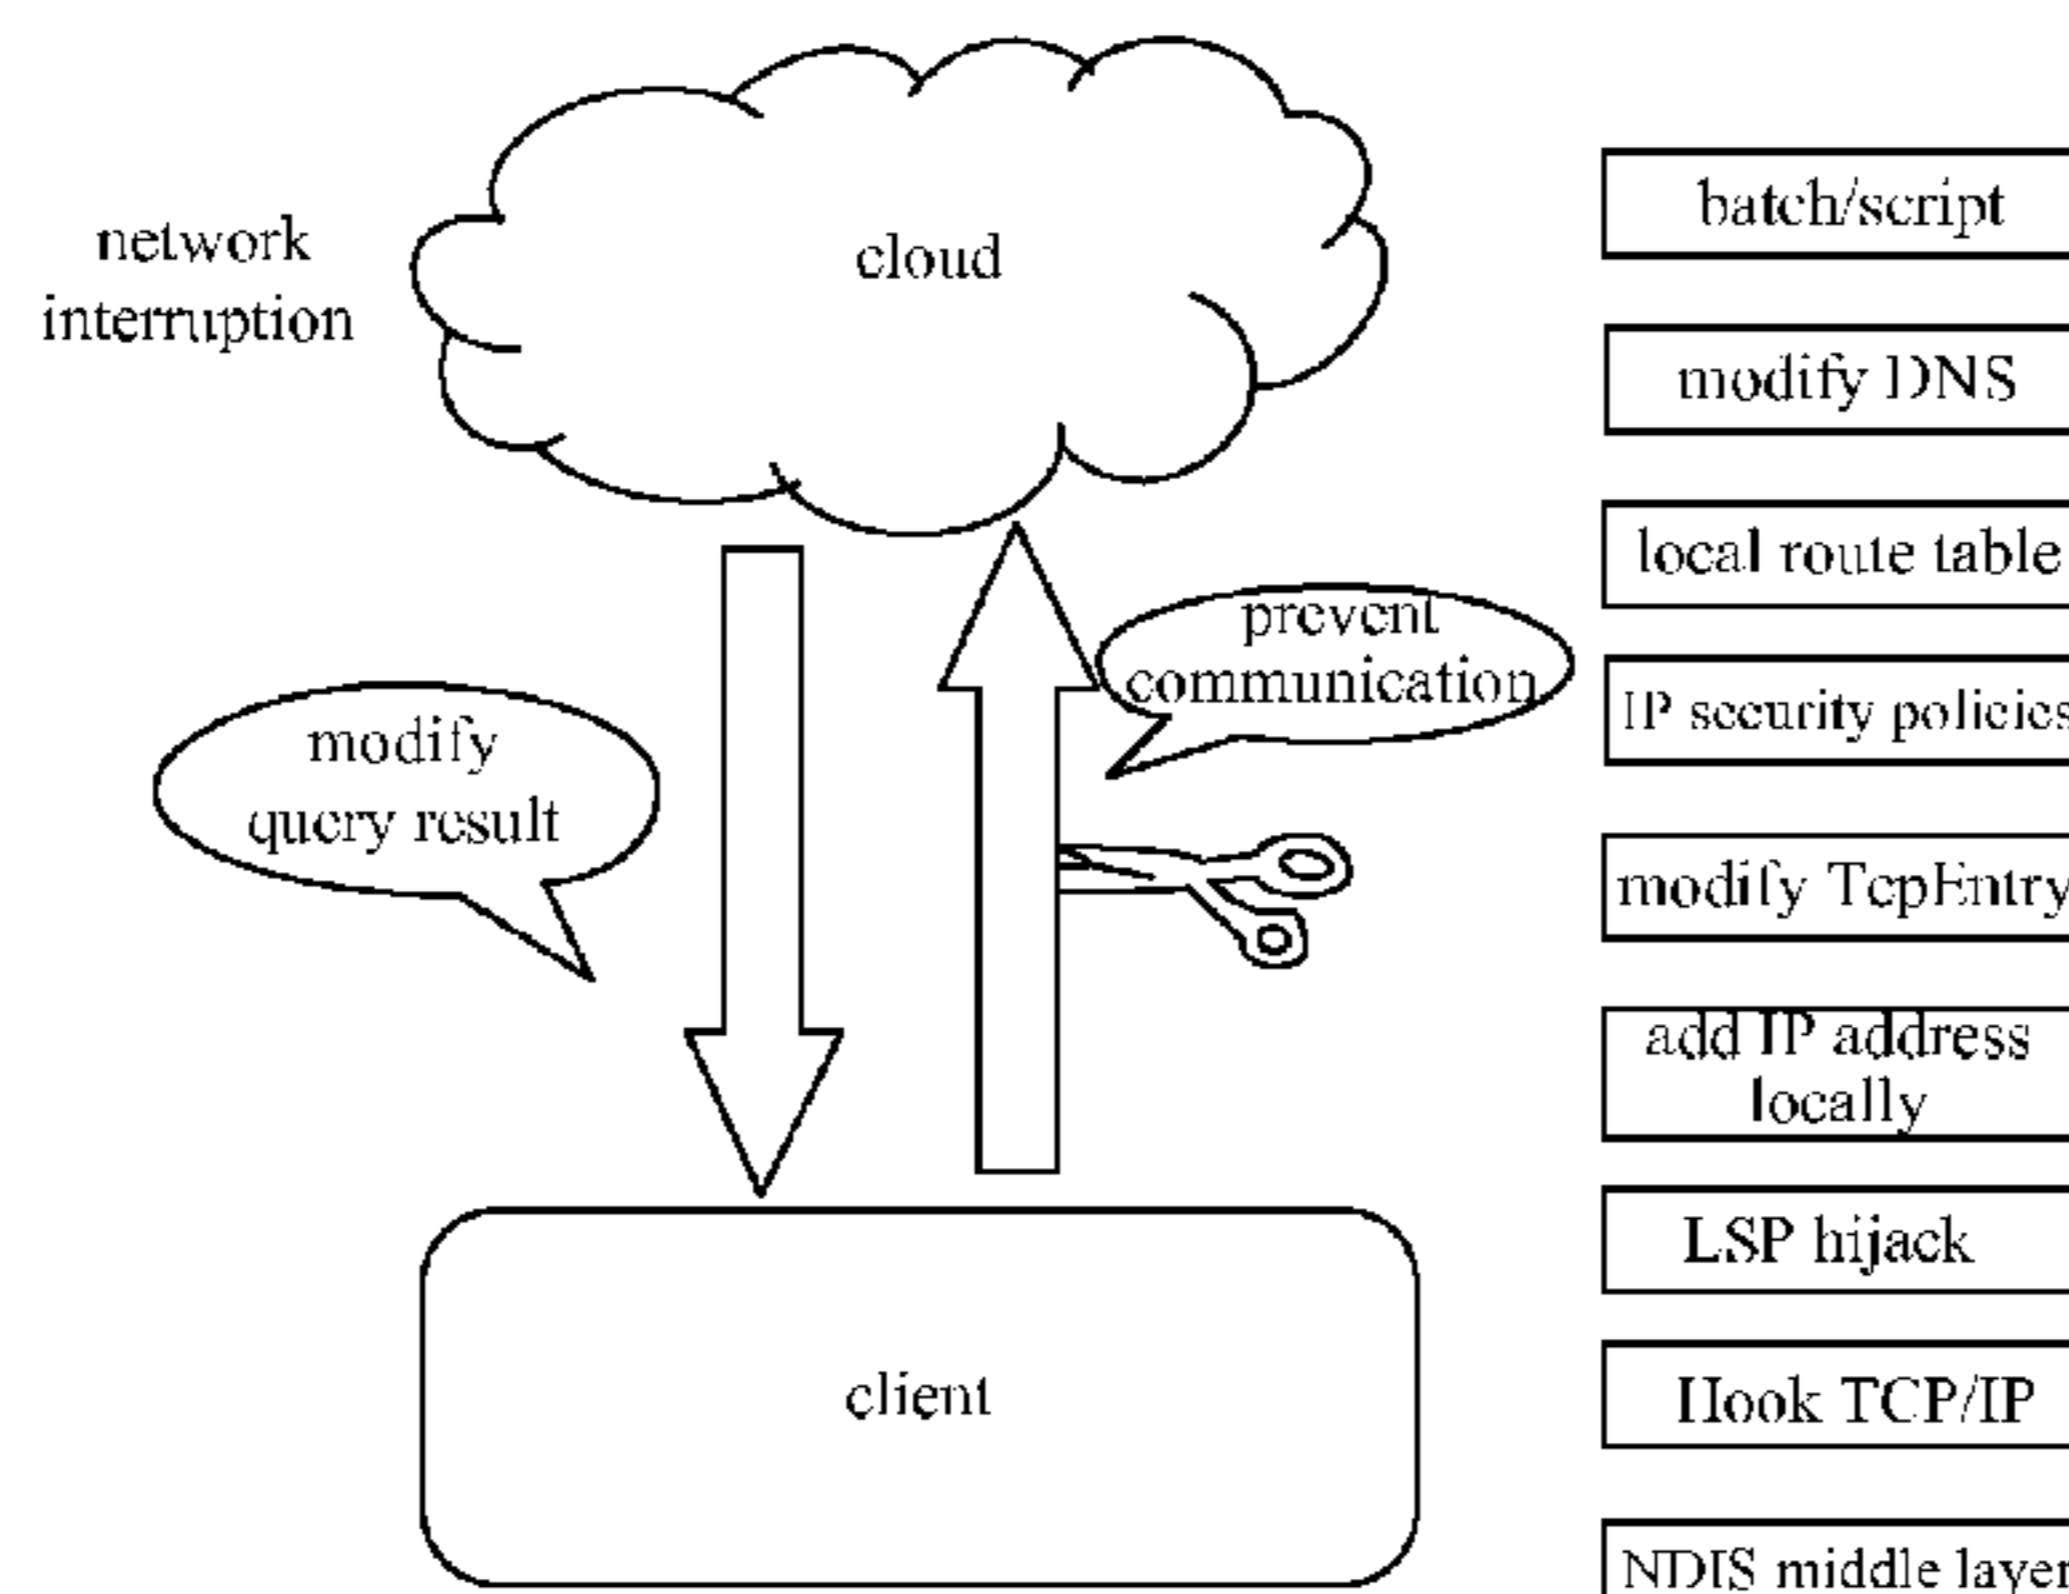 network
interruption
cloud
modify
query result
prevent
communication
client
batch/script
modify DNS
local route table
IP security policies
modify TcpEntry
add IP address
locally
LSP hijack
Hook TCP/IP
NDIS middle layer